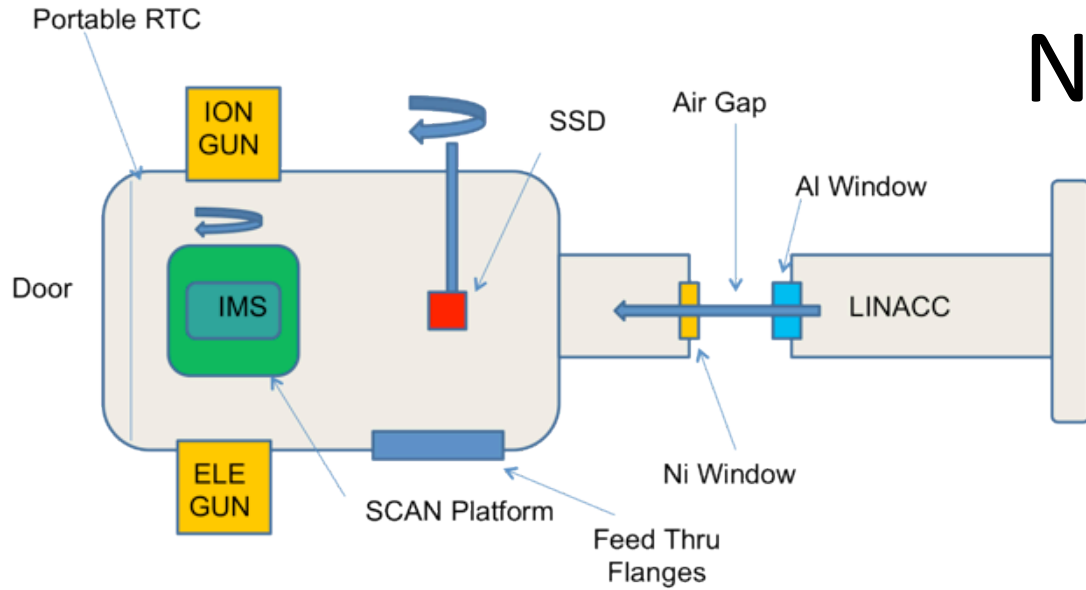 Portable RTC
N
ION
GUN
SSD
Air Gap
Al Window
Door
IMS
LINACC
ELE
GUN
SCAN Platform
Ni Window
Feed Thru
Flanges